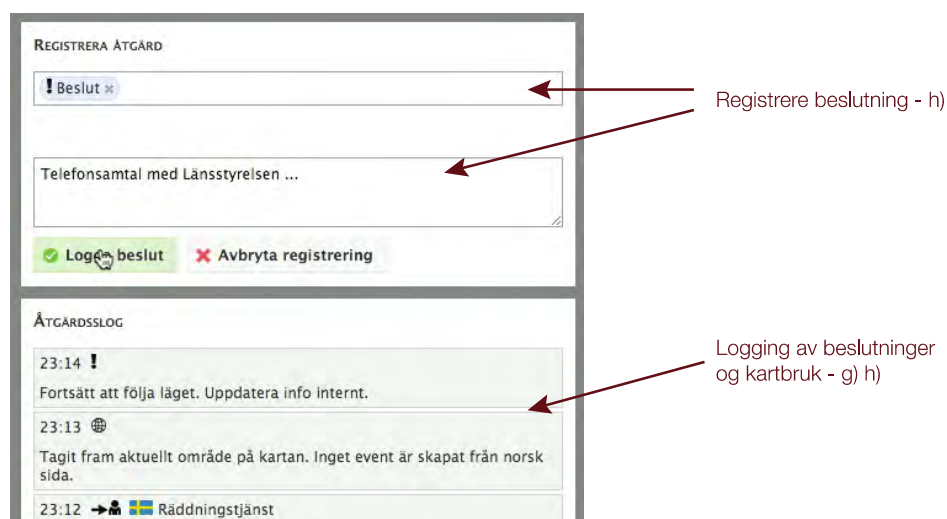 REGISTRERA ÅTGÄRD
! Beslut ×
Registrere beslutning - h)
Telefonsamtal med Länsstyrelsen ...
Logga beslut
Avbryta registrering
ÅTGÄRDSSLOG
23:14 !
Fortsätt att följa läget. Uppdatera info internt.
Logging av beslutninger
og kartbruk - g) h)
23:13
Tagit fram aktuellt område på kartan. Inget event är skapat från norsk
sida.
23:12 Räddningstjänst